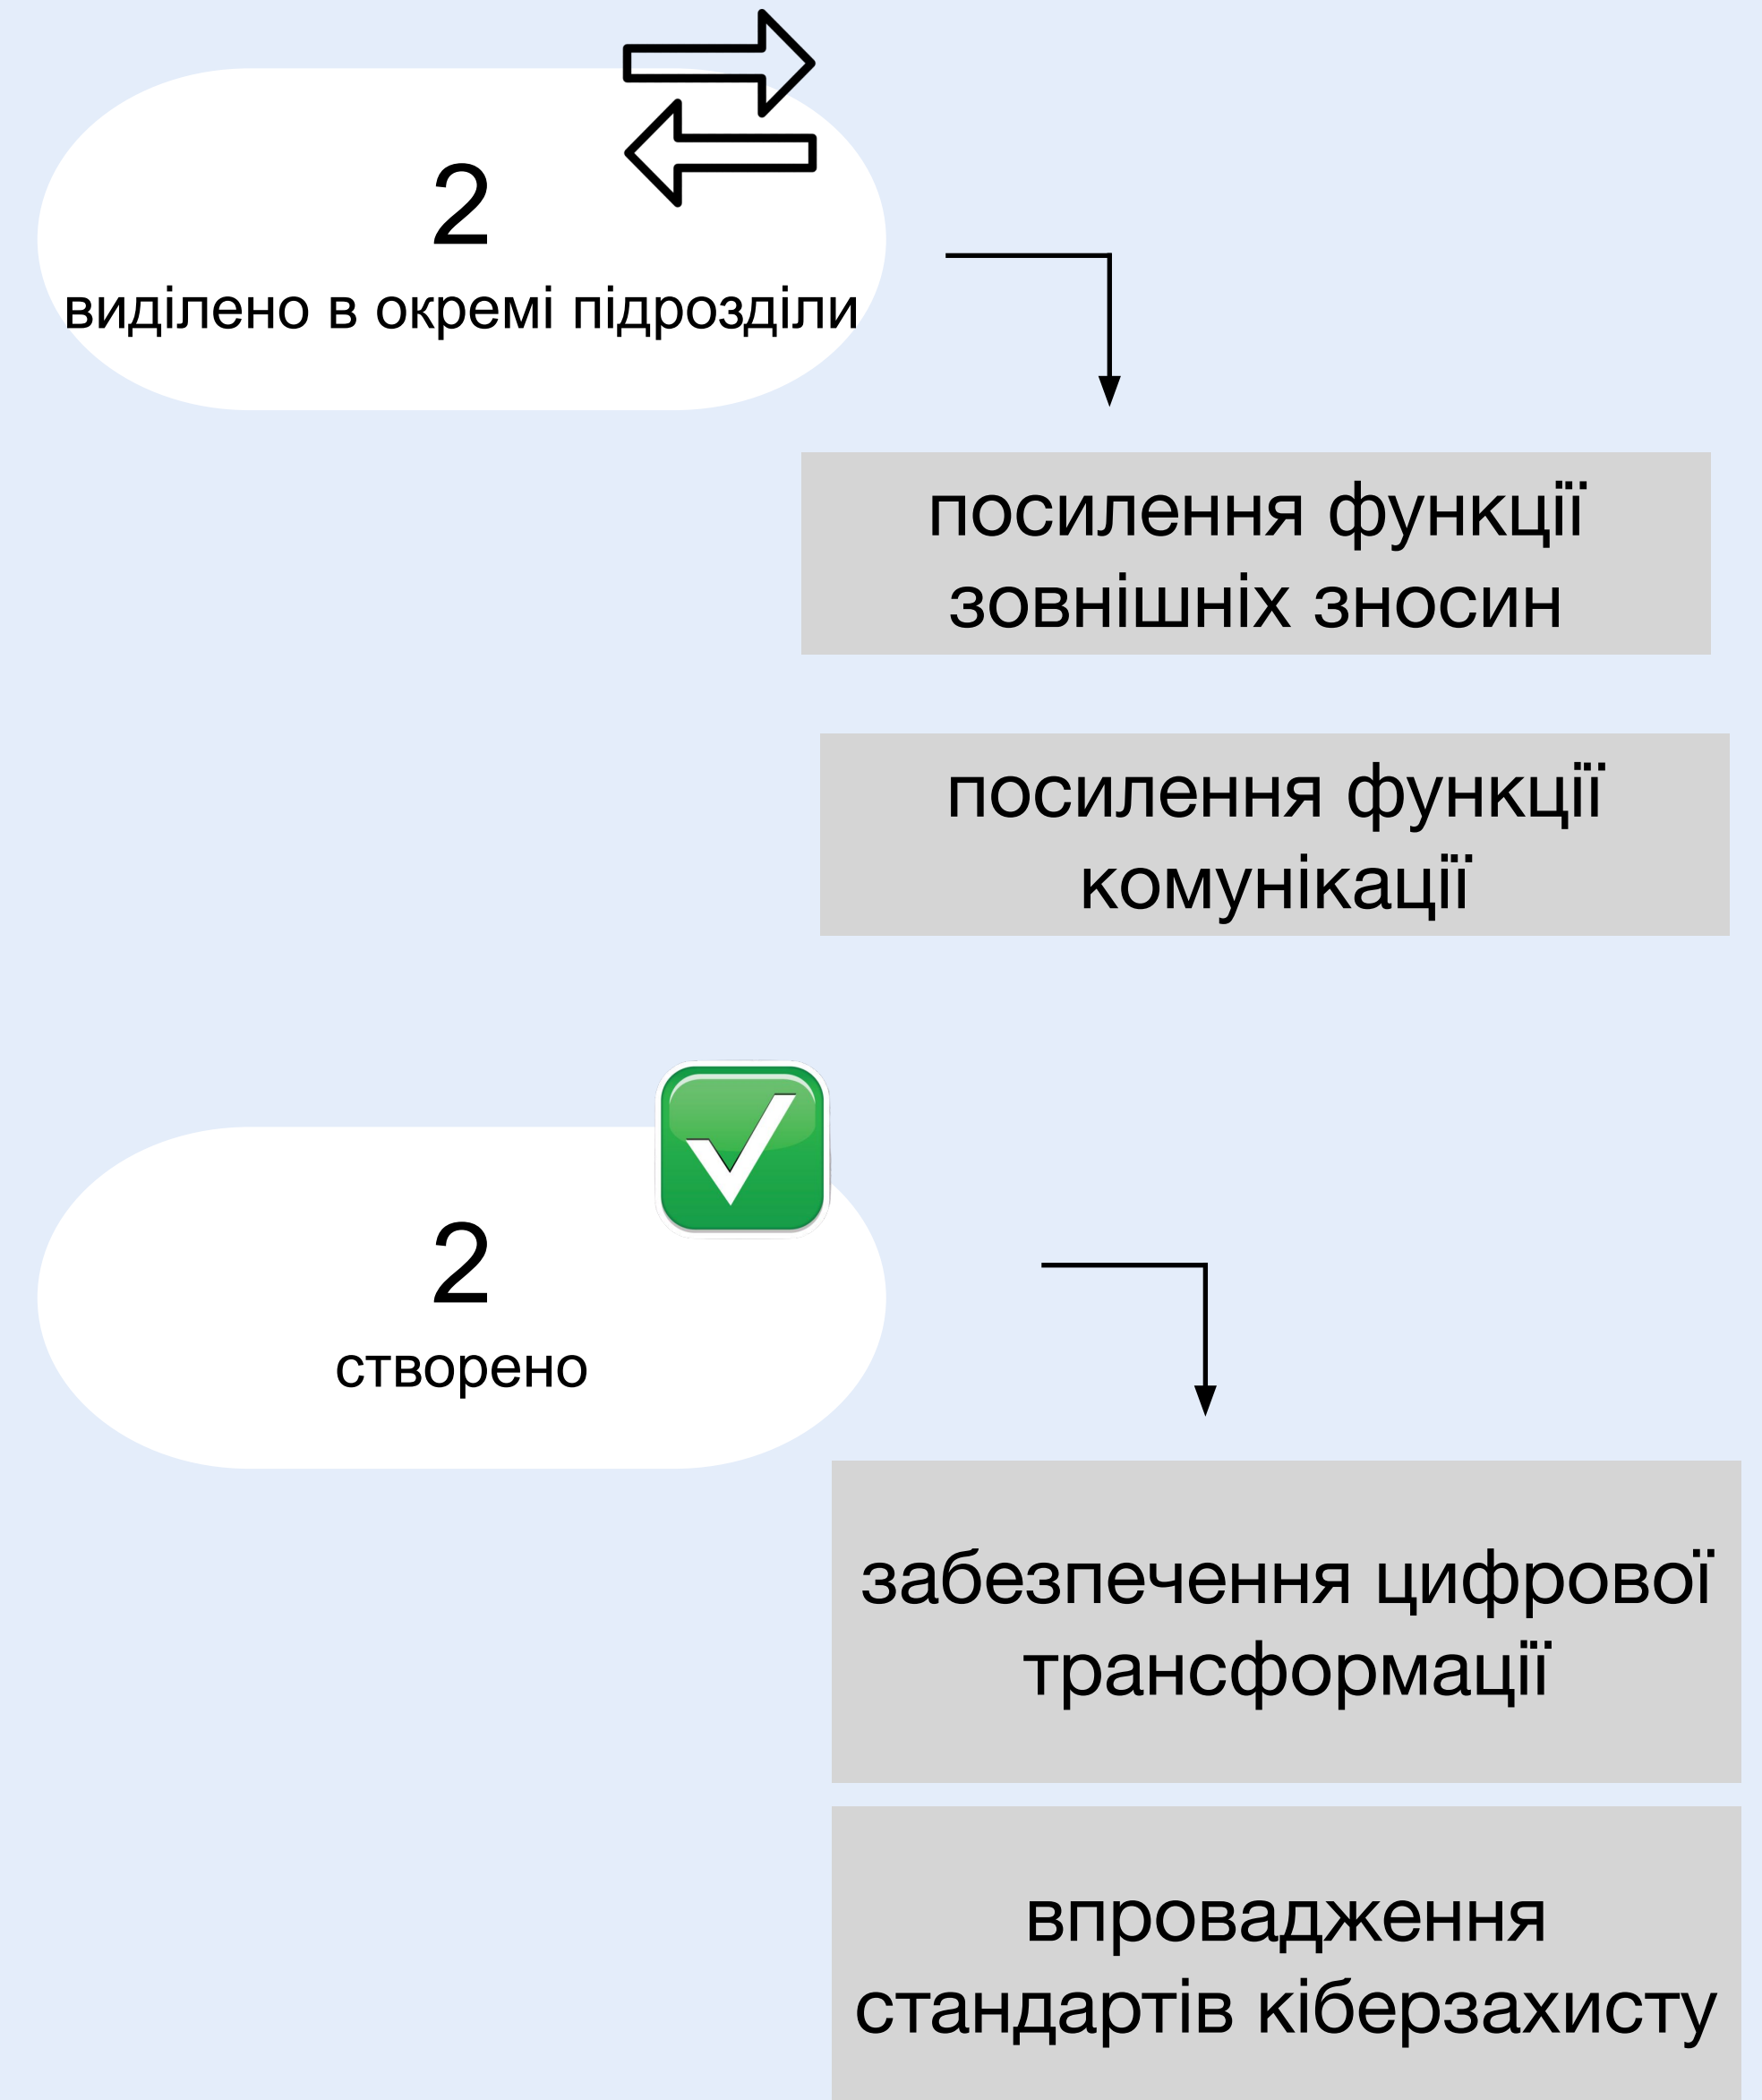 2
виділено в окремі підрозділи
посилення функції
зовнішніх зносин
посилення функції
комунікації
2
створено
забезпечення цифрової
трансформації
впровадження
стандартів кіберзахисту